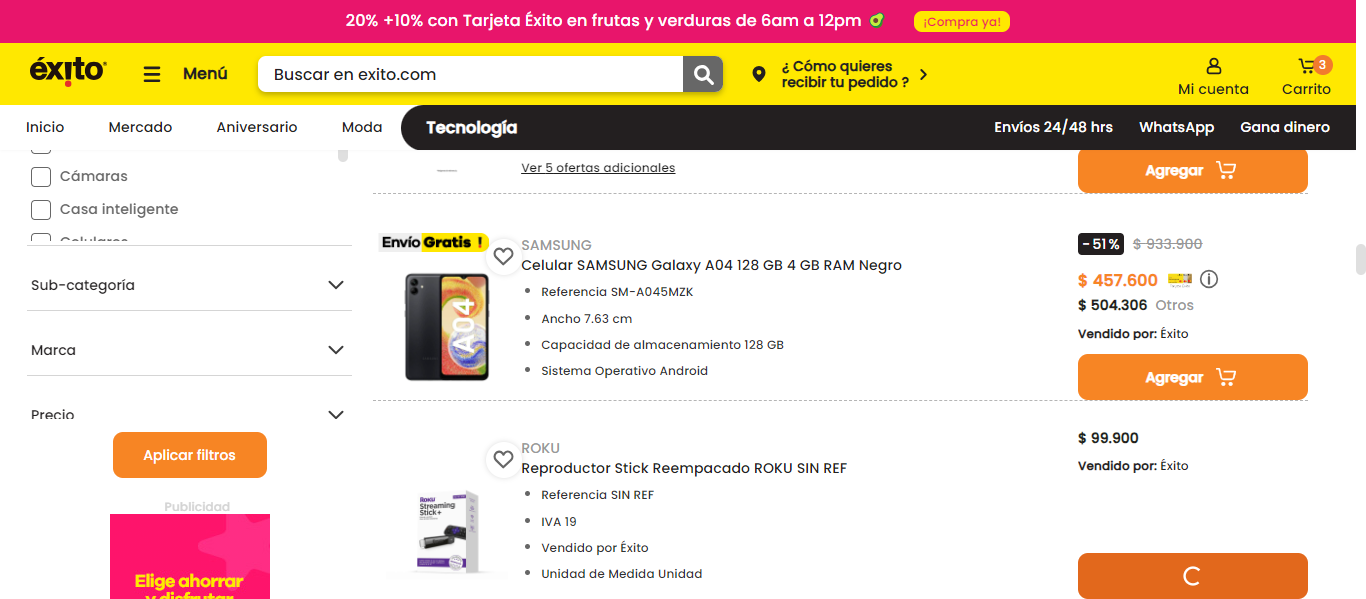 20% +10% con Tarjeta Éxito en frutas y verduras de 6am a 12pm
¡Compra ya!
éxito
Menú
Buscar en exito.com
¿ Cómo quieres
recibir tu pedido ?
Mi cuenta
3
Carrito
Inicio
Mercado
Aniversario
Moda
Tecnología
Envíos 24/48 hrs
WhatsApp
Gana dinero
Cámaras
Casa inteligente
Celulares
Sub-categoría
Marca
Precio
Aplicar filtros
Publicidad
Elige ahorrar
y disfrutar
Ver 5 ofertas adicionales
Agregar
Envío Gratis !
A04
SAMSUNG
Celular SAMSUNG Galaxy A04 128 GB 4 GB RAM Negro
Referencia SM-A045MZK
Ancho 7.63 cm
Capacidad de almacenamiento 128 GB
Sistema Operativo Android
- 51 %
$ 933.900
$ 457.600
$ 504.306 Otros
Vendido por: Éxito
Agregar
Roku
Streaming
Stick+
ROKU
Reproductor Stick Reempacado ROKU SIN REF
Referencia SIN REF
IVA 19
Vendido por Éxito
Unidad de Medida Unidad
$ 99.900
Vendido por: Éxito